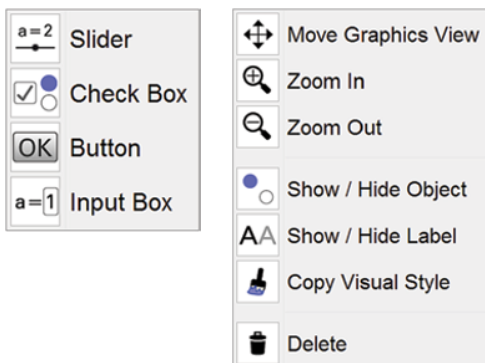 a=2 Slider
Check Box
OK Button
a=1 Input Box
Move Graphics View
Zoom In
Zoom Out
Show / Hide Object
AA Show / Hide Label
Copy Visual Style
Delete